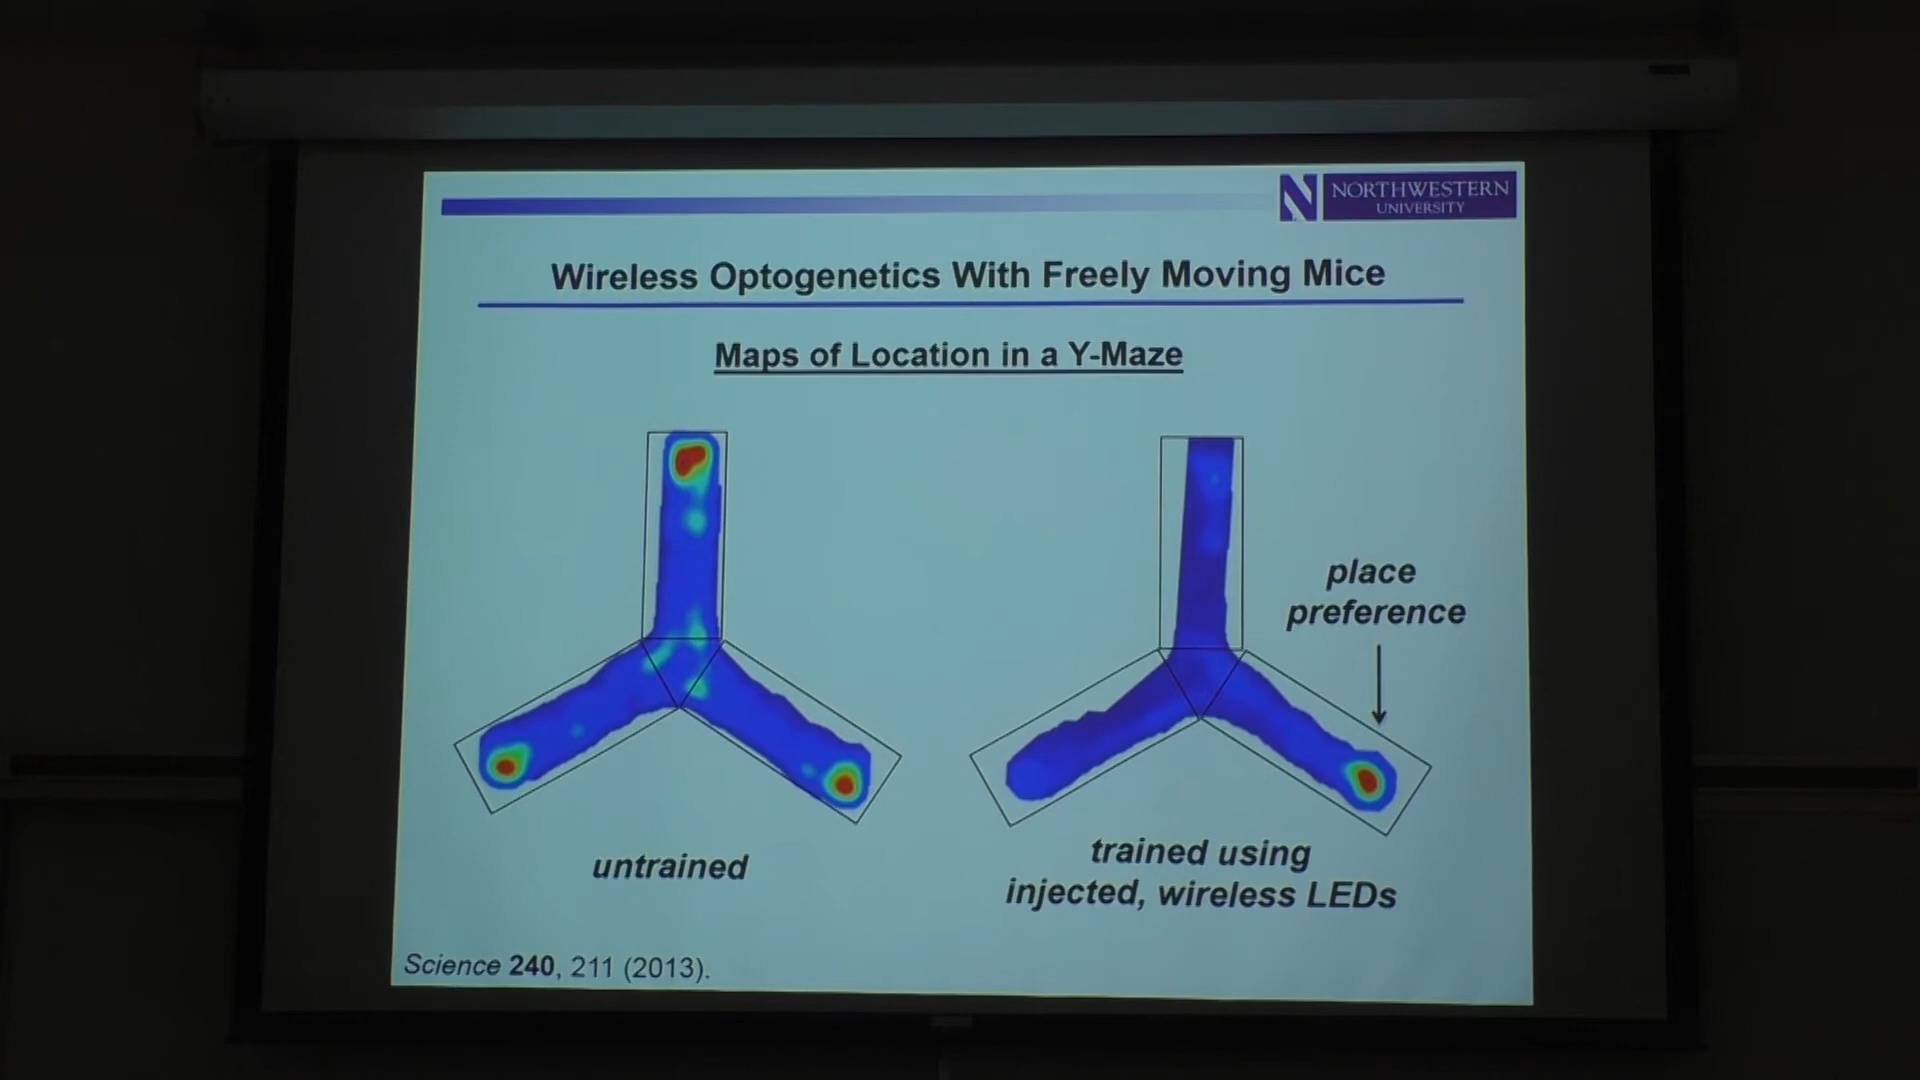 NORTHWESTERN
UNIVERSITY
Wireless Optogenetics With Freely Moving Mice
Maps of Location in a Y-Maze
place
preference
untrained
trained using
injected, wireless LEDs
Science 240, 211 (2013).